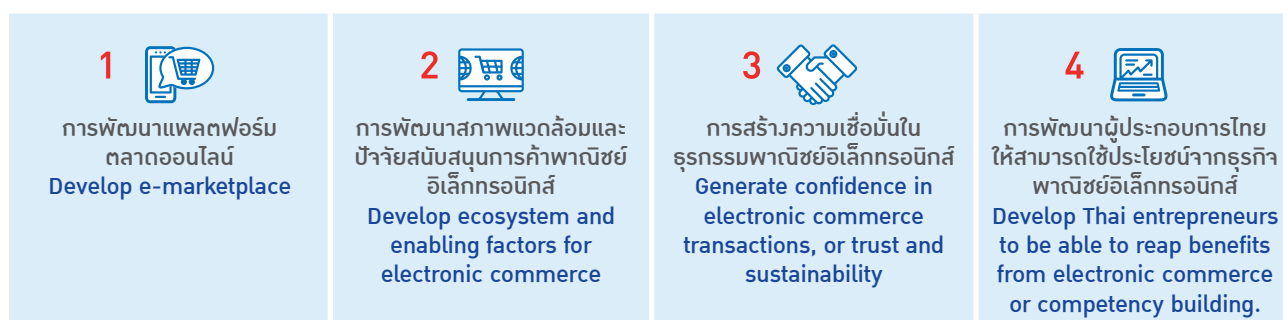 1
การพัฒนาแพลตฟอร์ม
ตลาดออนไลน์
Develop e-marketplace
2
การพัฒนาสภาพแวดล้อมและ
ปัจจัยสนับสนุนการค้าพาณิชย์
อิเล็กทรอนิกส์
Develop ecosystem and
enabling factors for
electronic commerce
3
การสร้างความเชื่อมั่นใน
ธุรกรรมพาณิชย์อิเล็กทรอนิกส์
Generate confidence in
electronic commerce
transactions, or trust and
sustainability
4
การพัฒนาผู้ประกอบการไทย
ให้สามารถใช้ประโยชน์จากธุรกิจ
พาณิชย์อิเล็กทรอนิกส์
Develop Thai entrepreneurs
to be able to reap benefits
from electronic commerce
or competency building.